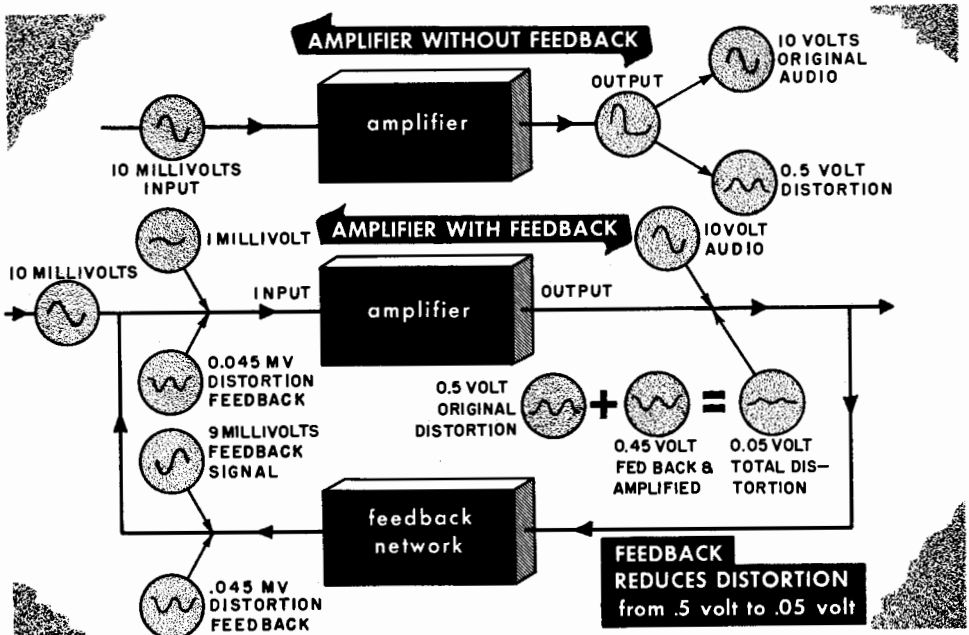 AMPLIFIER WITHOUT FEEDBACK
10 VOLTS
ORIGINAL
AUDIO
OUTPUT
amplifier
10 MILLIVOLTS
INPUT
0.5 VOLT
DISTORTION
AMPLIFIER WITH FEEDBACK
1 MILLIVOLT
10 VOLT
AUDIO
10 MILLIVOLTS
INPUT
amplifier
OUTPUT
0.045 MV
DISTORTION
FEEDBACK
0.5 VOLT
ORIGINAL
DISTORTION
+
=
0.45 VOLT
FED BACK &
AMPLIFIED
0.05 VOLT
TOTAL DIS-
TORTION
9 MILLIVOLTS
FEEDBACK
SIGNAL
feedback
network
.045 MV
DISTORTION
FEEDBACK
FEEDBACK
REDUCES DISTORTION
from .5 volt to .05 volt